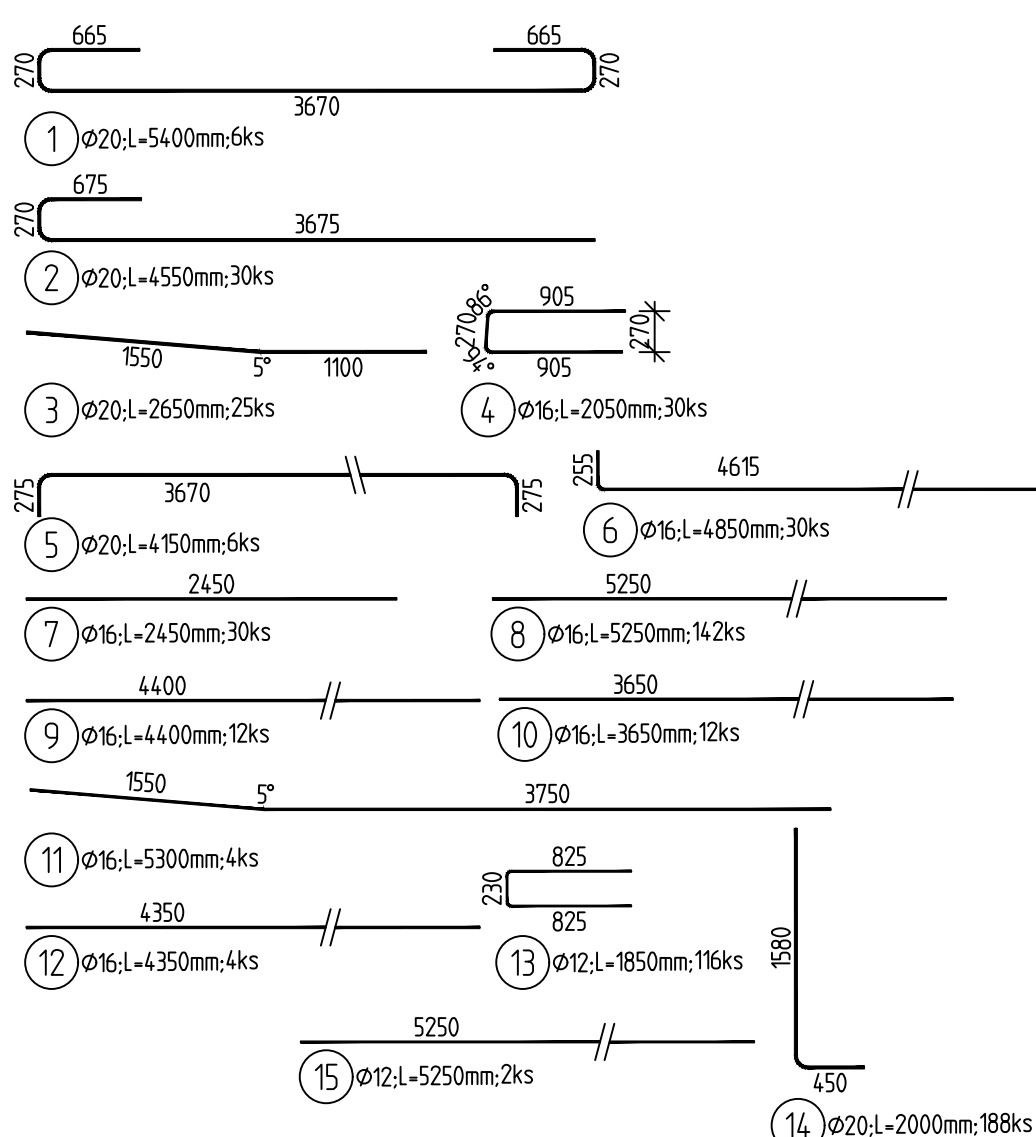 665 665
270 270
3670
1 Ø20;L=5400mm;6ks
675
270 3675
2 Ø20;L=4550mm;30ks
1550 5° 1100
3 Ø20;L=2650mm;25ks
86° 905
270 270
94° 905
4 Ø16;L=2050mm;30ks
275 3670 275
5 Ø20;L=4150mm;6ks
255 4615
6 Ø16;L=4850mm;30ks
2450
7 Ø16;L=2450mm;30ks
5250
8 Ø16;L=5250mm;142ks
4400
9 Ø16;L=4400mm;12ks
3650
10 Ø16;L=3650mm;12ks
1550 5° 3750
11 Ø16;L=5300mm;4ks
4350
12 Ø16;L=4350mm;4ks
825
230
825
13 Ø12;L=1850mm;116ks
1580
450
14 Ø20;L=2000mm;188ks
5250
15 Ø12;L=5250mm;2ks